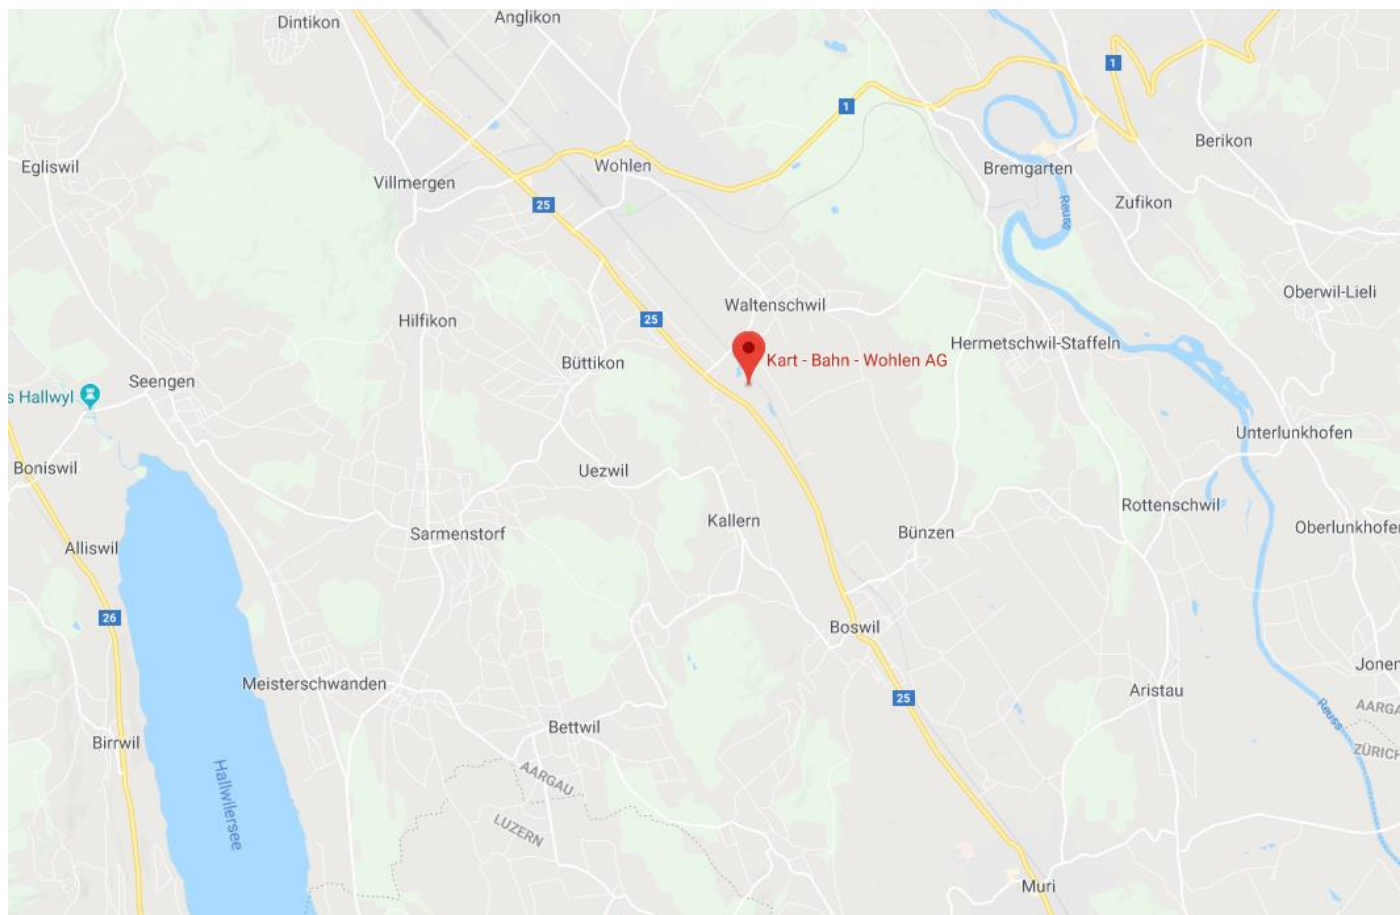 Dintikon
Anglikon
1
1
Berikon
Egliswil
Wohlen
Bremgarten
Villmergen
25
Zufikon
Reuss
Oberwil-Lieli
Waltenschwil
Hilfikon
25
Hermetschwil-Staffeln
Büttikon
Kart - Bahn - Wohlen AG
Seengen
s Hallwyl
Unterlunkhofen
Boniswil
Uezwil
Rottenschwil
Kallern
Sarmenstorf
Bünzen
Oberlunkhofen
Alliswil
26
Boswil
Jonen
Meisterschwanden
Aristau
25
AARGA
Reuss
Bettwil
Birrwil
ZÜRICH
AARGAU
Hallwilersee
LUZERN
Muri